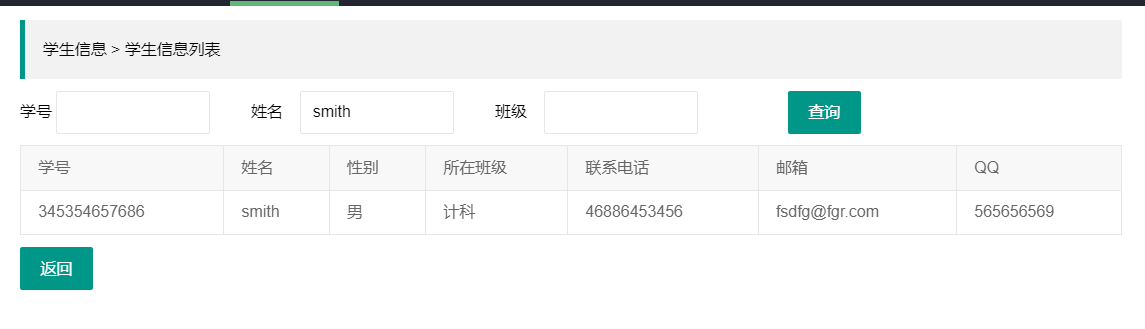 学生信息 > 学生信息列表
学号 姓名 smith 班级 查询
学号 姓名 性别 所在班级 联系电话 邮箱 QQ
345354657686 smith 男 计科 46886453456 fsdfg@fgr.com 565656569
返回